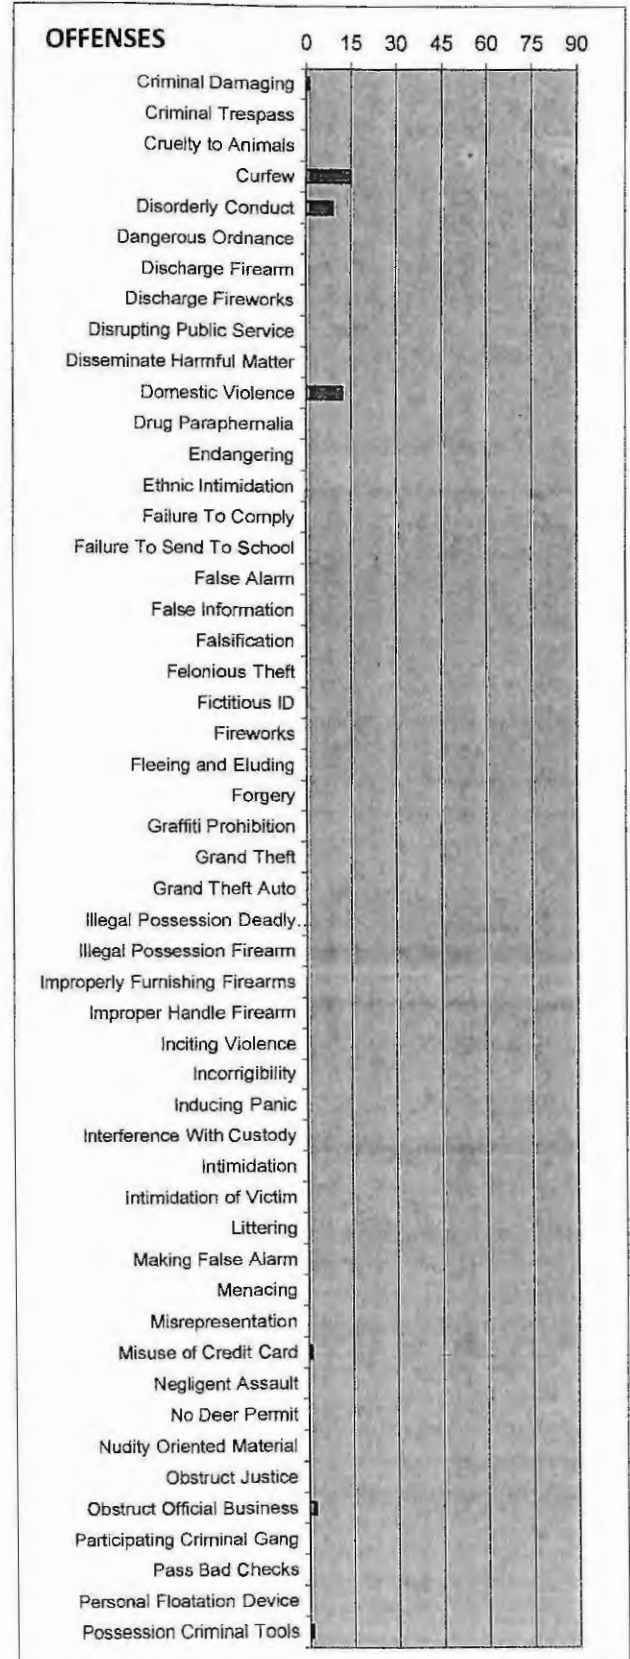 OFFENSES 0 15 30 45 60 75 90
Criminal Damaging
Criminal Trespass
Cruelty to Animals
Curfew
Disorderly Conduct
Dangerous Ordnance
Discharge Firearm
Discharge Fireworks
Disrupting Public Service
Disseminate Harmful Matter
Domestic Violence
Drug Paraphernalia
Endangering
Ethnic Intimidation
Failure To Comply
Failure To Send To School
False Alarm
False Information
Falsification
Felonious Theft
Fictitious ID
Fireworks
Fleeing and Eluding
Forgery
Graffiti Prohibition
Grand Theft
Grand Theft Auto
Illegal Possession Deadly..
Illegal Possession Firearm
Improperly Furnishing Firearms
Improper Handle Firearm
Inciting Violence
Incorrigibility
Inducing Panic
Interference With Custody
Intimidation
Intimidation of Victim
Littering
Making False Alarm
Menacing
Misrepresentation
Misuse of Credit Card
Negligent Assault
No Deer Permit
Nudity Oriented Material
Obstruct Justice
Obstruct Official Business
Participating Criminal Gang
Pass Bad Checks
Personal Floatation Device
Possession Criminal Tools